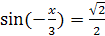 sin(−x/3) = √2/2